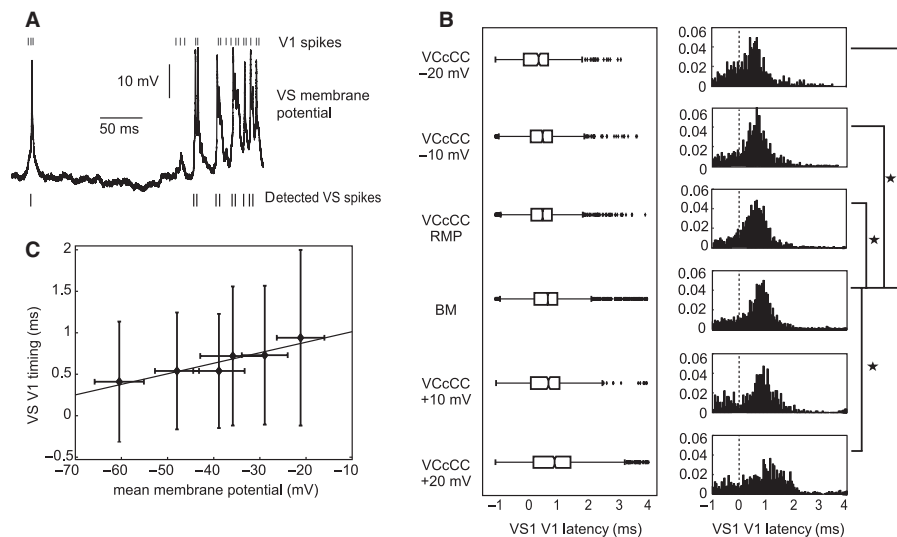 A
V1 spikes
10 mV
VS membrane
potential
50 ms
Detected VS spikes
B
VCcCC
−20 mV
VCcCC
−10 mV
VCcCC
RMP
BM
VCcCC
+10 mV
VCcCC
+20 mV
−1 0 1 2 3 4
VS1 V1 latency (ms)
0.06
0.04
0.02
0
0.06
0.04
0.02
0
0.06
0.04
0.02
0
0.06
0.04
0.02
0
0.06
0.04
0.02
0
0.06
0.04
0.02
0
−1 0 1 2 3 4
VS1 V1 latency (ms)
C
VS V1 timing (ms)
2
1.5
1
0.5
0
−0.5
−70 −60 −50 −40 −30 −20 −10
mean membrane potential (mV)